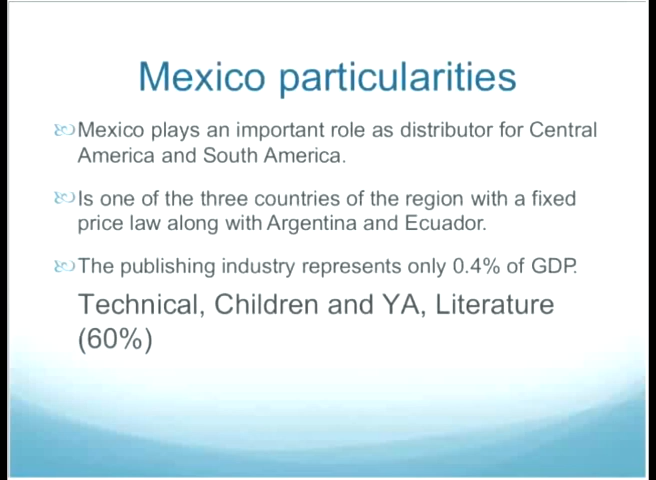 Mexico particularities
Mexico plays an important role as distributor for Central
America and South America.
Is one of the three countries of the region with a fixed
price law along with Argentina and Ecuador.
The publishing industry represents only 0.4% of GDP.
Technical, Children and YA, Literature
(60%)